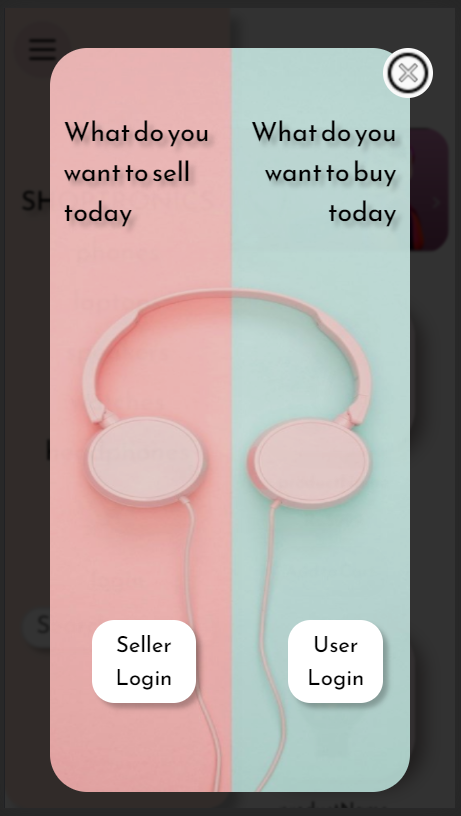 What do you
want to sell
today
What do you
want to buy
today
Seller
Login
User
Login